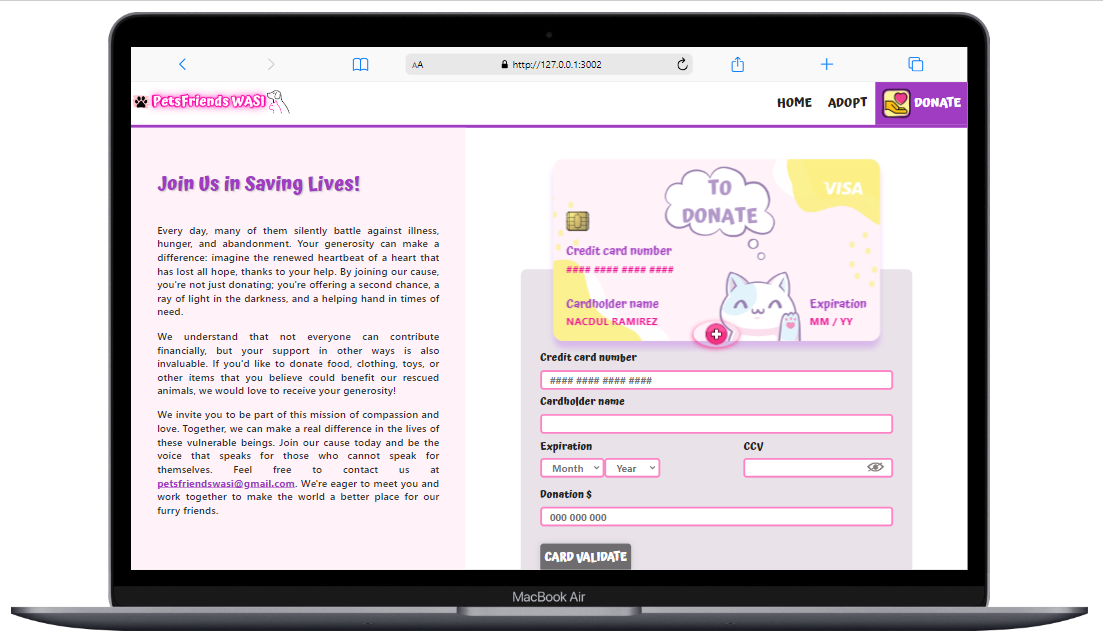 AA
http://127.0.0.1:3002
PetsFriends WASI
HOME
ADOPT
DONATE
Join Us in Saving Lives!
Every day, many of them silently battle against illness,
hunger, and abandonment. Your generosity can make a
difference: imagine the renewed heartbeat of a heart that
has lost all hope, thanks to your help. By joining our cause,
you're not just donating; you're offering a second chance, a
ray of light in the darkness, and a helping hand in times of
need.
We understand that not everyone can contribute
financially, but your support in other ways is also
invaluable. If you'd like to donate food, clothing, toys, or
other items that you believe could benefit our rescued
animals, we would love to receive your generosity!
We invite you to be part of this mission of compassion and
love. Together, we can make a real difference in the lives of
these vulnerable beings. Join our cause today and be the
voice that speaks for those who cannot speak for
themselves. Feel free to contact us at
petsfriendswasi@gmail.com. We're eager to meet you and
work together to make the world a better place for our
furry friends.
TO
DONATE
VISA
Credit card number
#### #### #### ####
Cardholder name
NACDUL RAMIREZ
Expiration
MM / YY
Credit card number
#### #### #### ####
Cardholder name
Expiration
CCV
Month
Year
Donation $
000 000 000
CARD VALIDATE
MacBook Air